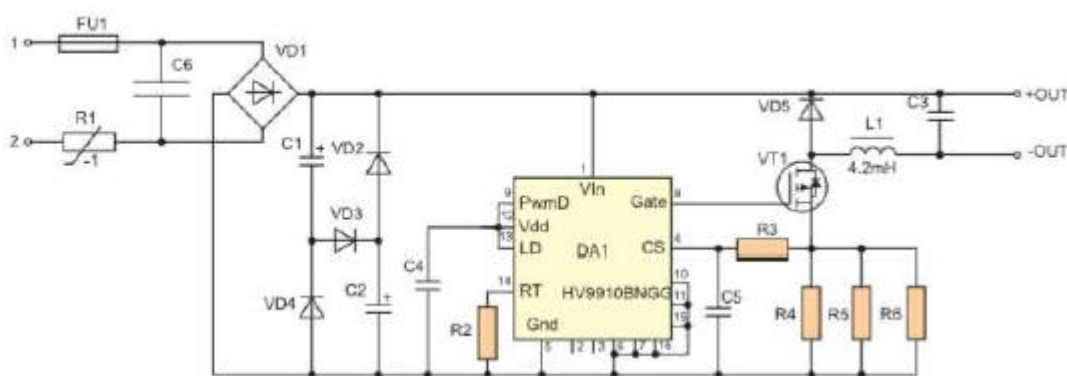 FU1
1
VD1
C6
R1
2
-1
+OUT
VD5
C3
L1
-OUT
4.2mH
C1
+
VD2
VT1
1
VIn
9
PwmD
Gate
8
12
Vdd
13
LD
DA1
CS
4
R3
VD3
C4
14
RT
HV9910BNGG
10
11
15
C5
VD4
C2
+
R2
Gnd
R4
R5
R6
5
2
3
6
7
16